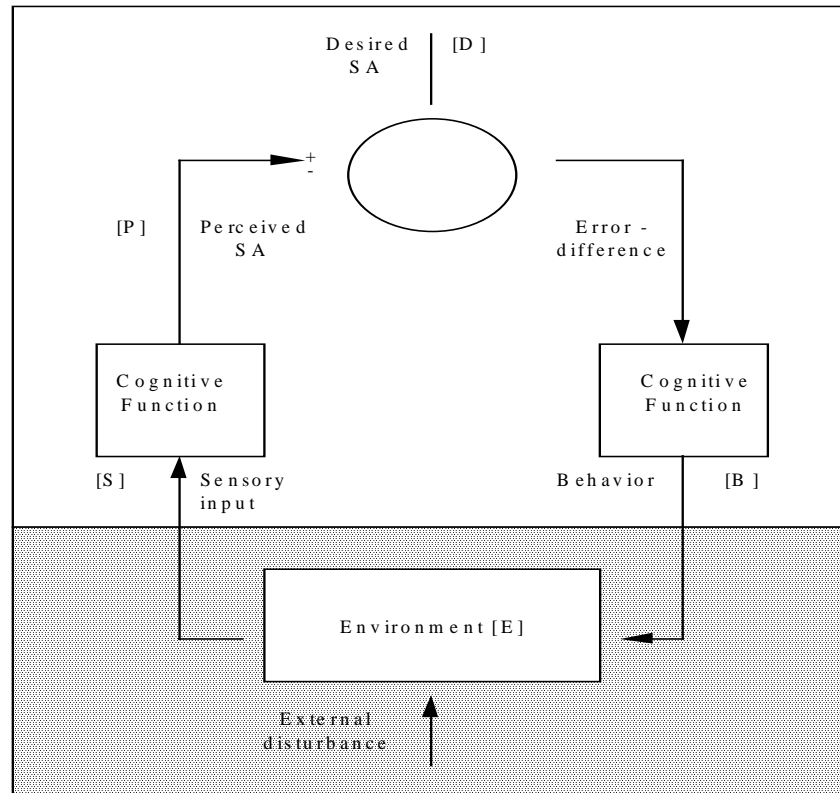 Desired
SA
[D]
+
-
[P]
Perceived
SA
Error -
difference
Cognitive
Function
Cognitive
Function
[S]
Sensory
input
Behavior
[B]
Environment [E]
External
disturbance